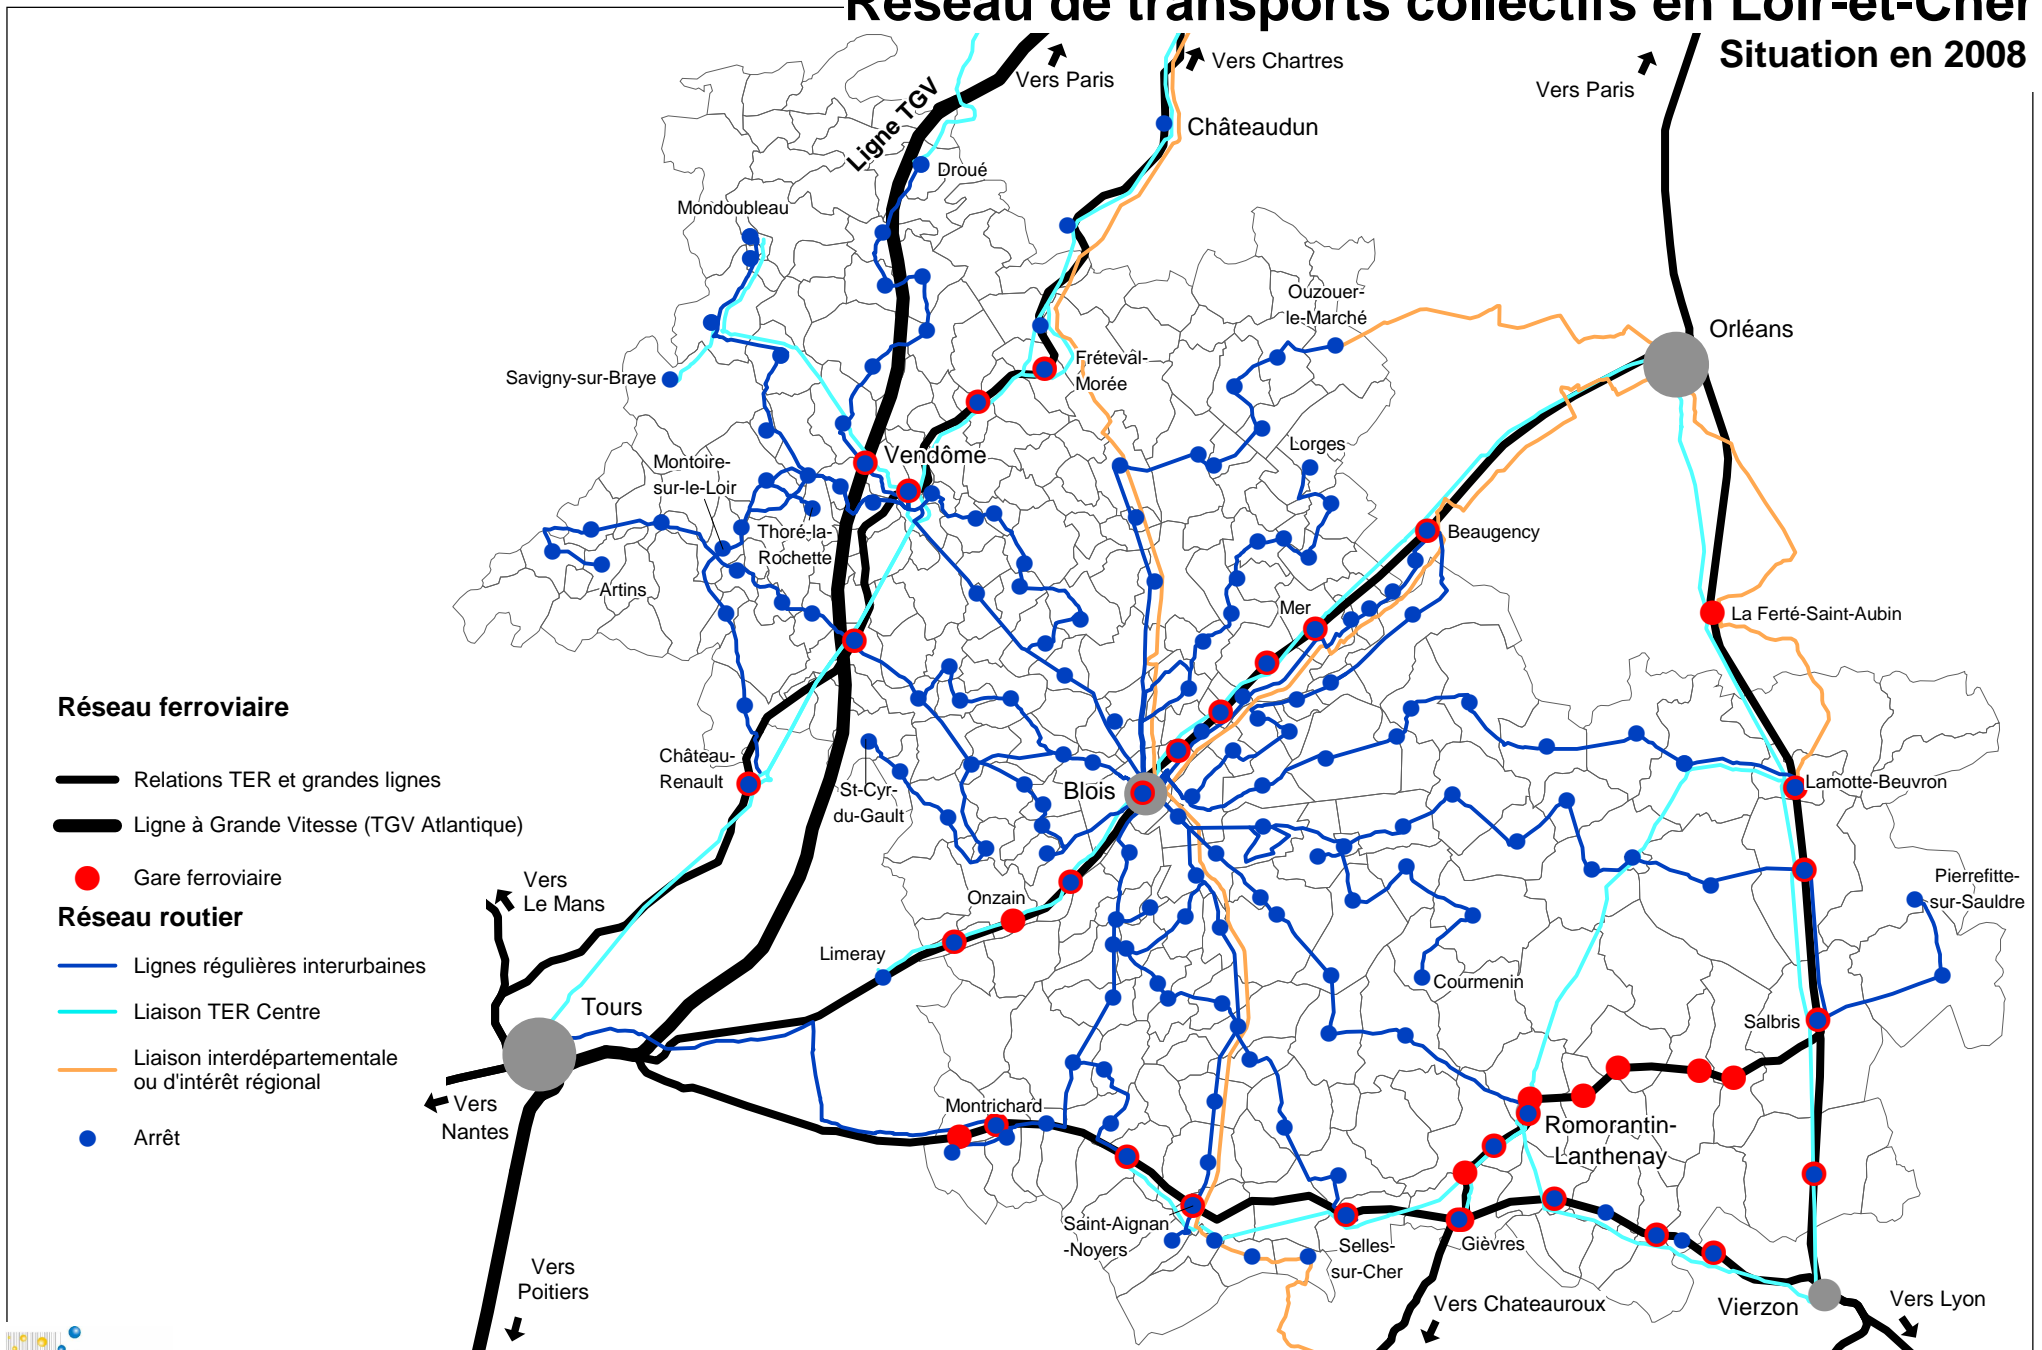 Réseau de transports collectifs en Loir-et-Cher
Situation en 2008
Vers Paris
Vers Chartres
Vers Paris
Ligne TGV
Châteaudun
Droué
Mondoubleau
Ouzouer-
le-Marché
Orléans
Fréteval-
Morée
Savigny-sur-Braye
Vendôme
Lorges
Montoire-
sur-le-Loir
Thoré-la-
Rochette
Beaugency
Artins
Mer
La Ferté-Saint-Aubin
Château-
Renault
St-Cyr-
du-Gault
Blois
Lamotte-Beuvron
Pierrefitte-
sur-Sauldre
Onzain
Limeray
Courmenin
Salbris
Vers
Le Mans
Tours
Vers
Nantes
Montrichard
Romorantin-
Lanthenay
Saint-Aignan
-Noyers
Selles-
sur-Cher
Gièvres
Vers
Poitiers
Vers Chateauroux
Vierzon
Vers Lyon
Réseau ferroviaire
Relations TER et grandes lignes
Ligne à Grande Vitesse (TGV Atlantique)
Gare ferroviaire
Réseau routier
Lignes régulières interurbaines
Liaison TER Centre
Liaison interdépartementale
ou d'intérêt régional
Arrêt